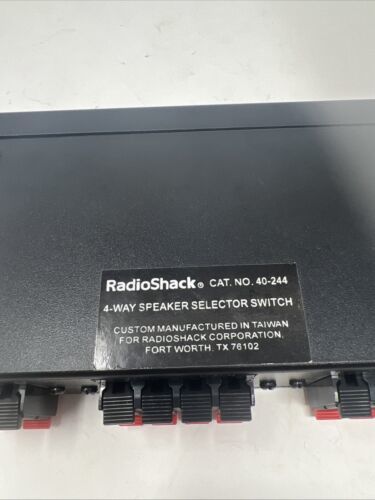 RadioShack® CAT. NO. 40-244
4-WAY SPEAKER SELECTOR SWITCH
CUSTOM MANUFACTURED IN TAIWAN
FOR RADIOSHACK CORPORATION,
FORT WORTH, TX 76102